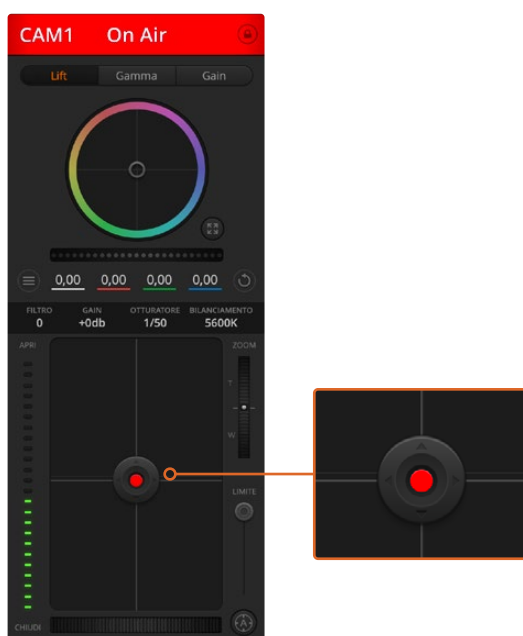 CAM1 On Air
Lift Gamma Gain
0,00 0,00 0,00 0,00
FILTRO GAIN OTTURATORE BILANCIAMENTO
0 +0db 1/50 5600K
APRI ZOOM
T
W
LIMITE
CHIUDI A